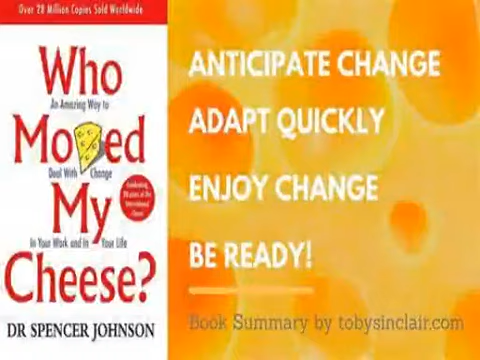 Over 28 Million Copies Sold Worldwide
Who
An Amazing Way to
Moved
Deal With Change
My
In Your Work and in Your Life
Cheese?
DR SPENCER JOHNSON
ANTICIPATE CHANGE
ADAPT QUICKLY
ENJOY CHANGE
BE READY!
Book Summary by tobysinclair.com